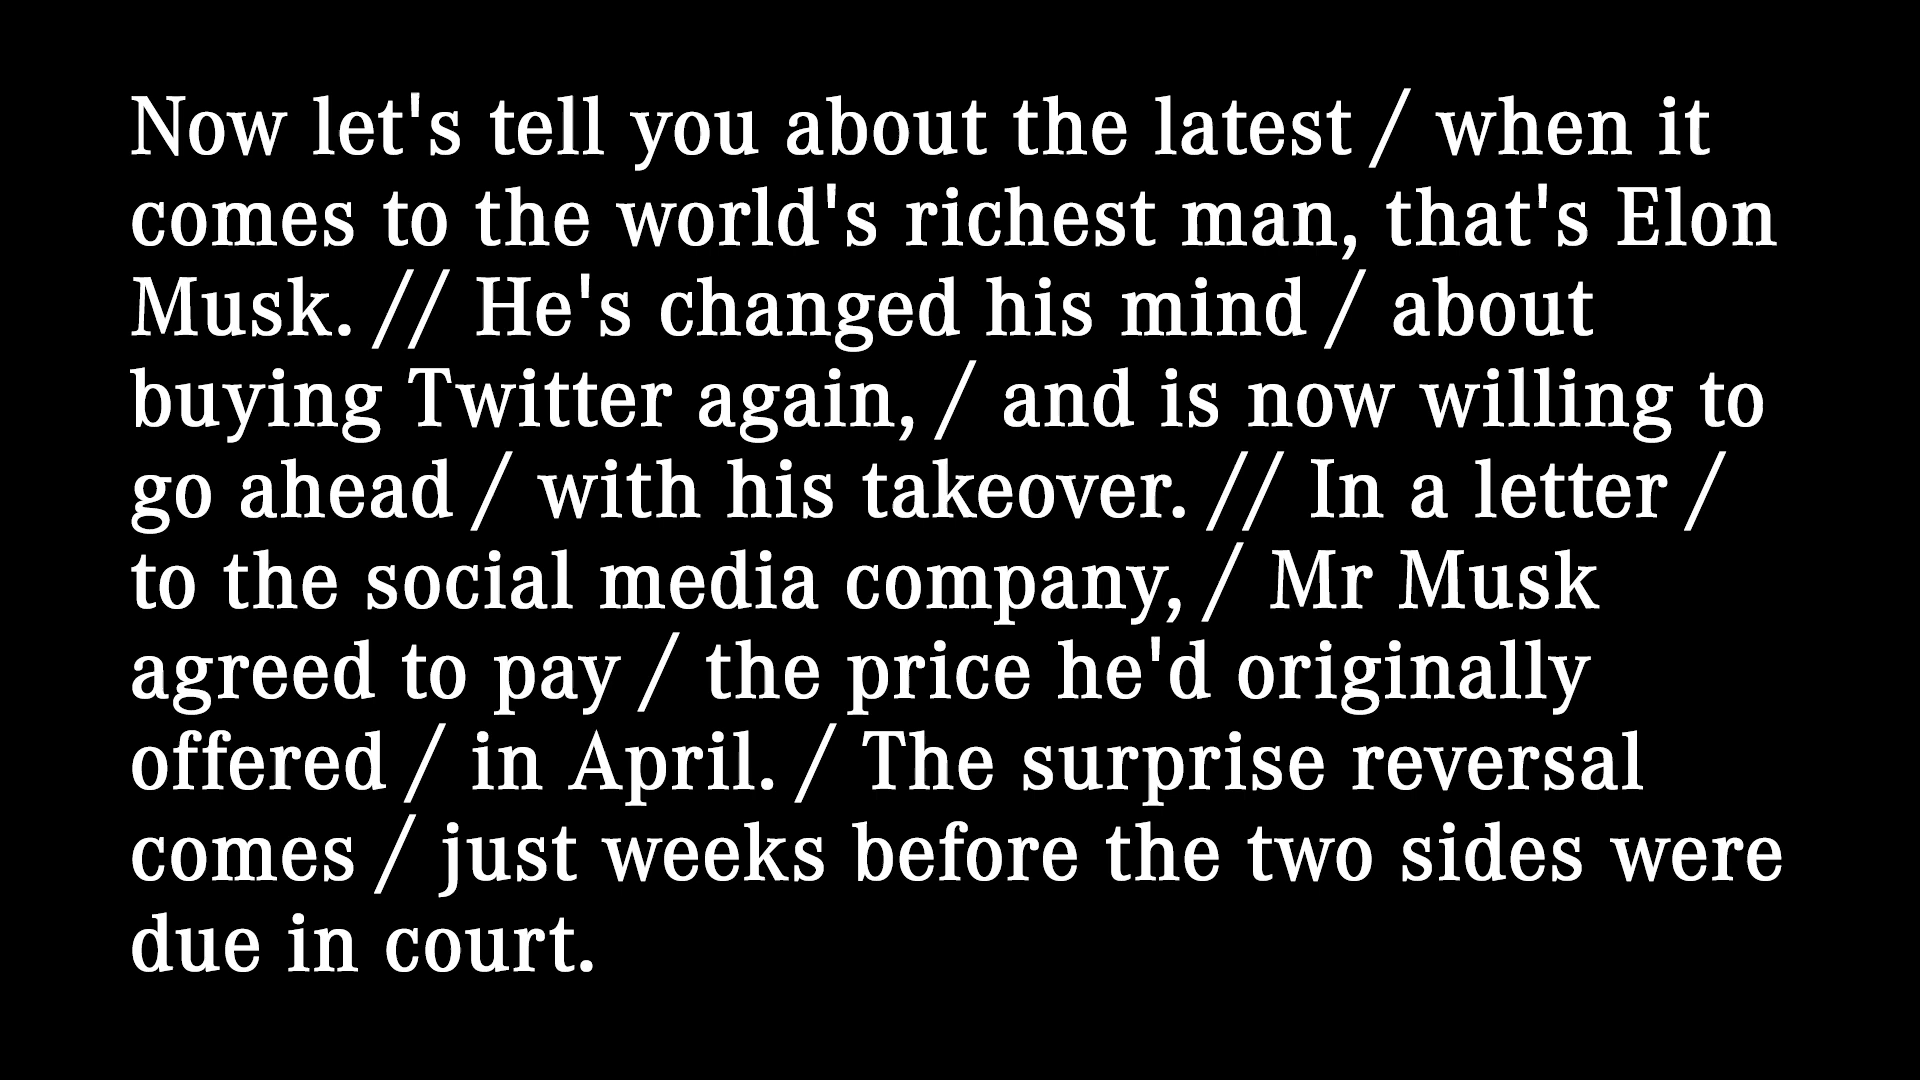 Now let's tell you about the latest / when it
comes to the world's richest man, that's Elon
Musk. // He's changed his mind / about
buying Twitter again, / and is now willing to
go ahead / with his takeover. // In a letter /
to the social media company, / Mr Musk
agreed to pay / the price he'd originally
offered / in April. / The surprise reversal
comes / just weeks before the two sides were
due in court.